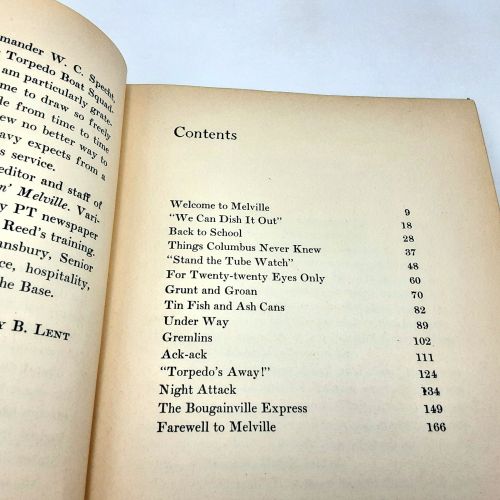 mander W. C. Specht,
Torpedo Boat Squad-
am particularly grate-
me to draw so freely
de from time to time
ew no better way to
avy expects from a
s service.
editor and staff of
n' Melville. Vari-
y PT newspaper
Reed's training.
ansbury, Senior
ce, hospitality,
he Base.
Y B. LENT
Contents
Welcome to Melville 9
"We Can Dish It Out" 18
Back to School 28
Things Columbus Never Knew 37
"Stand the Tube Watch" 48
For Twenty-twenty Eyes Only 60
Grunt and Groan 70
Tin Fish and Ash Cans 82
Under Way 89
Gremlins 102
Ack-ack 111
"Torpedo's Away!" 124
Night Attack 134
The Bougainville Express 149
Farewell to Melville 166